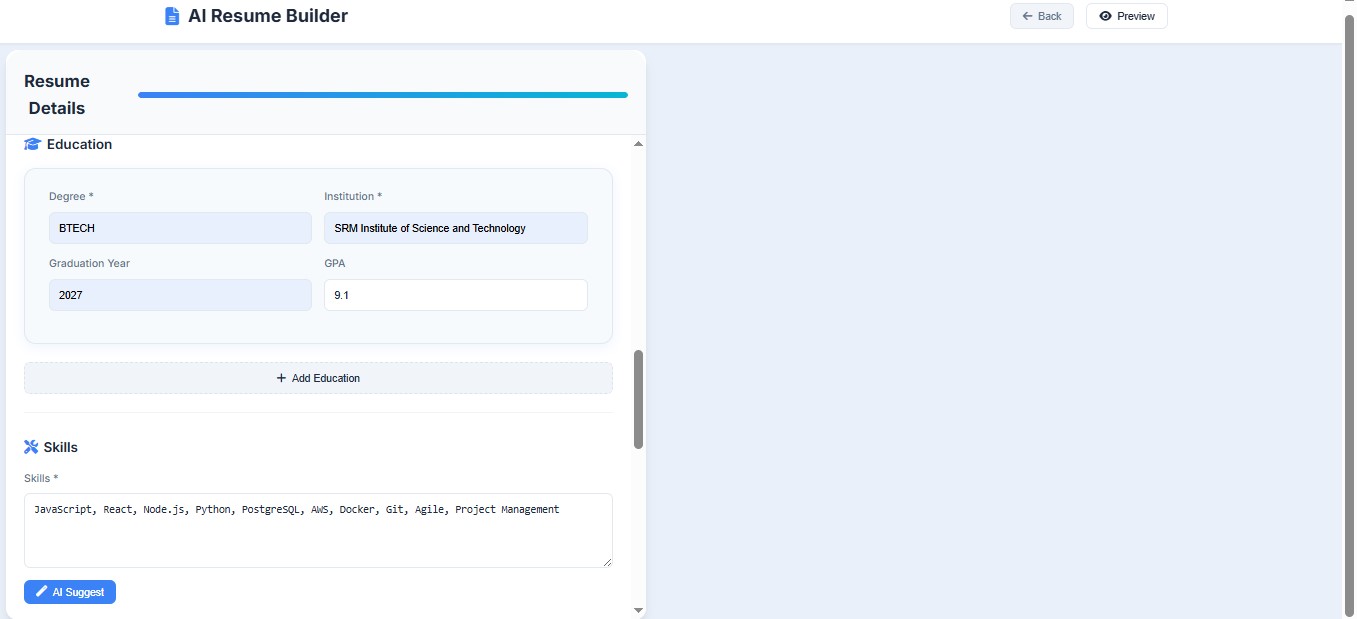 AI Resume Builder
Back
Preview
Resume
Details
Education
Degree *
Institution *
BTECH
SRM Institute of Science and Technology
Graduation Year
GPA
2027
9.1
+ Add Education
Skills
Skills *
JavaScript, React, Node.js, Python, PostgreSQL, AWS, Docker, Git, Agile, Project Management
AI Suggest